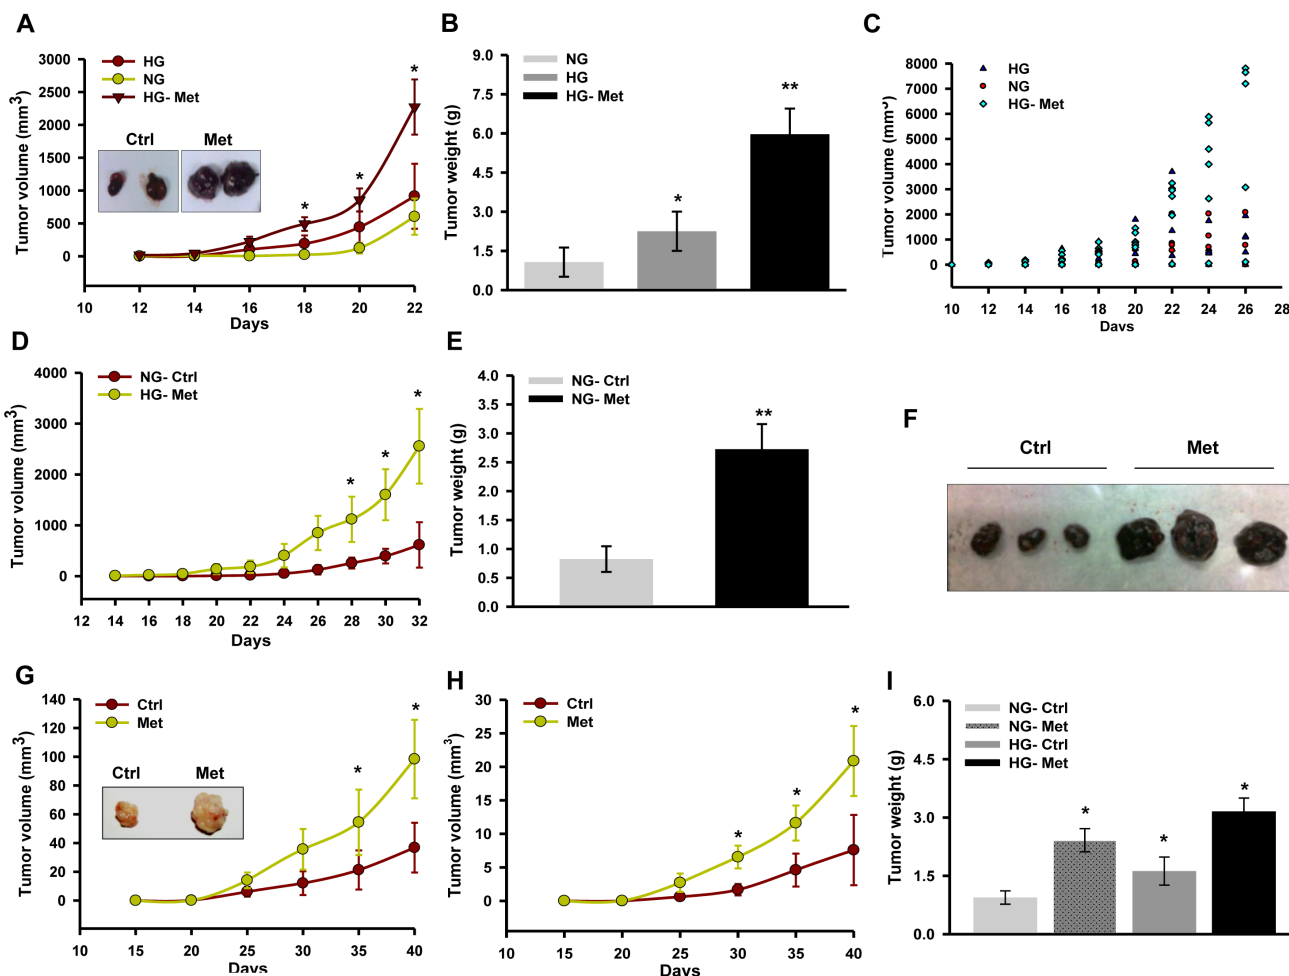 A
Tumor volume (mm3)
3000
2500
2000
1500
1000
500
0
HG
NG
HG- Met
Ctrl Met
* * * *
10 12 14 16 18 20 22
Days
B
Tumor weight (g)
9.0
7.5
6.0
4.5
3.0
1.5
0.0
NG
HG
HG- Met
* **
C
Tumor volume (mm3)
8000
7000
6000
5000
4000
3000
2000
1000
0
HG
NG
HG- Met
10 12 14 16 18 20 22 24 26 28
Days
D
Tumor volume (mm3)
4000
3000
2000
1000
0
NG- Ctrl
HG- Met
* * *
12 14 16 18 20 22 24 26 28 30 32
Days
E
Tumor weight (g)
4.0
3.5
3.0
2.5
2.0
1.5
1.0
0.5
0.0
NG- Ctrl
NG- Met
**
F
Ctrl Met
G
Tumor volume (mm3)
140
120
100
80
60
40
20
0
Ctrl
Met
Ctrl Met
* *
10 15 20 25 30 35 40
Days
H
Tumor volume (mm3)
30
25
20
15
10
5
0
Ctrl
Met
* * *
10 15 20 25 30 35 40
Days
I
Tumor weight (g)
6.0
4.5
3.0
1.5
0.0
NG- Ctrl
NG- Met
HG- Ctrl
HG- Met
* * *